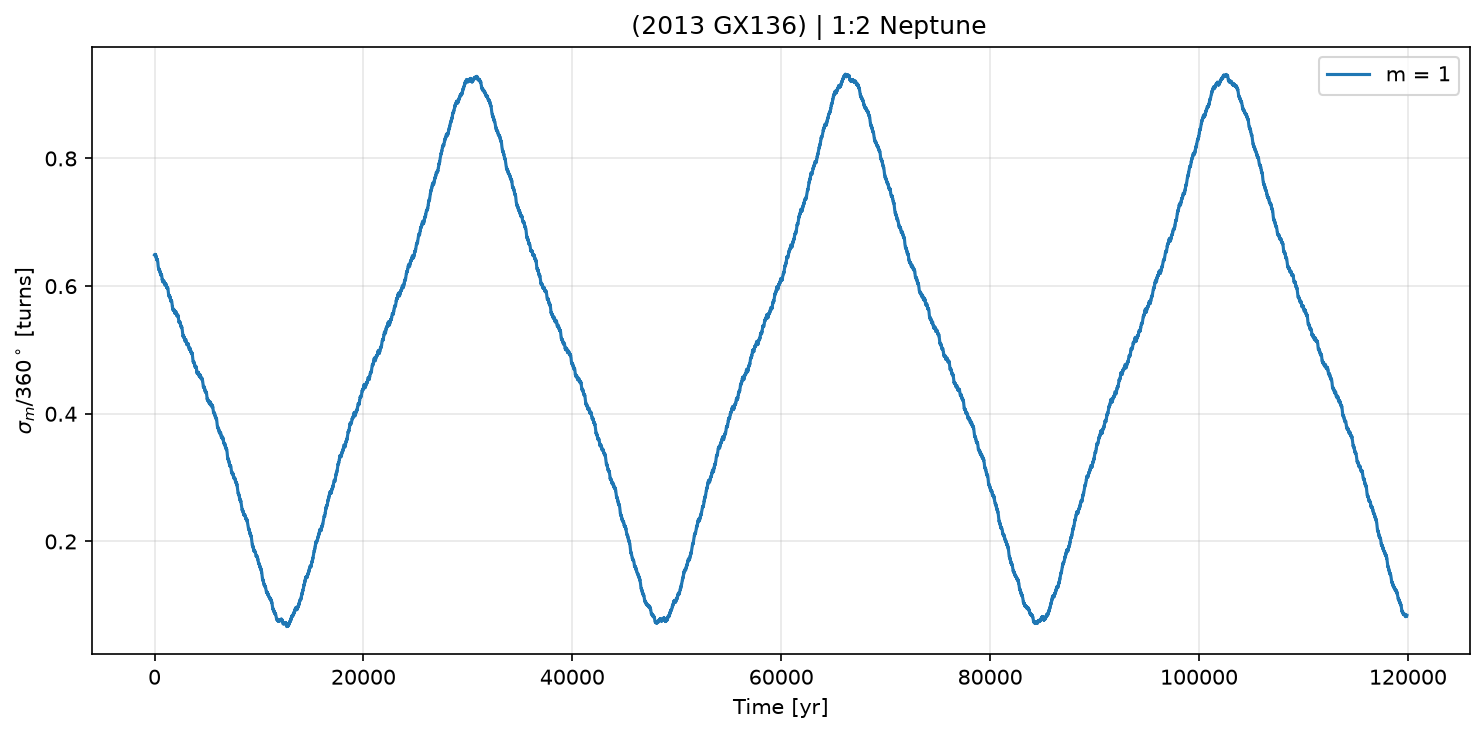 (2013 GX136) | 1:2 Neptune
m = 1
0.8
0.6
0.4
0.2
σₘ/360° [turns]
0 20000 40000 60000 80000 100000 120000
Time [yr]